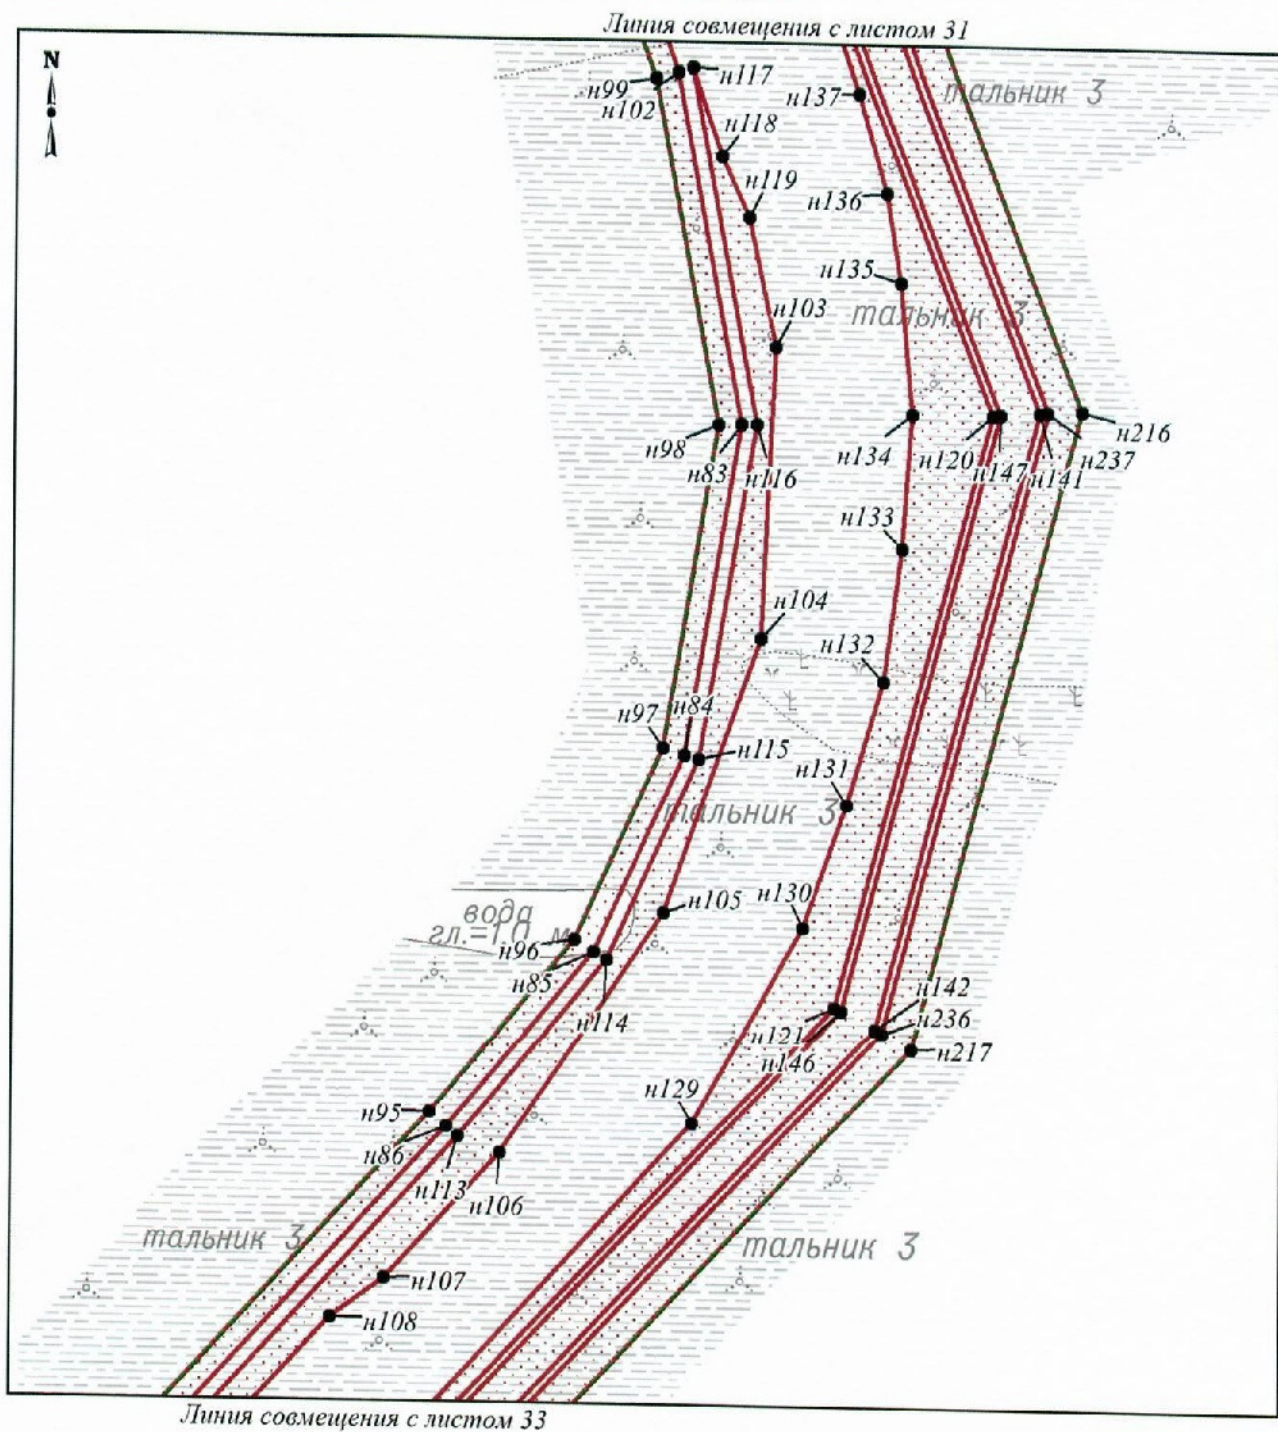 Линия совмещения с листом 31
N
н99
н102
н117
н137
тальник 3
н118
н119
н136
н135
н103
тальник 3
н98
н83
н116
н134
н120
н147
н141
н237
н216
н133
н104
н132
н97
н84
н115
н131
тальник 3
н105
н130
вода
гл.=1.0 м
н96
н85
н114
н121
н146
н142
н236
н217
н129
н95
н86
н113
н106
тальник 3
тальник 3
н107
н108
Линия совмещения с листом 33